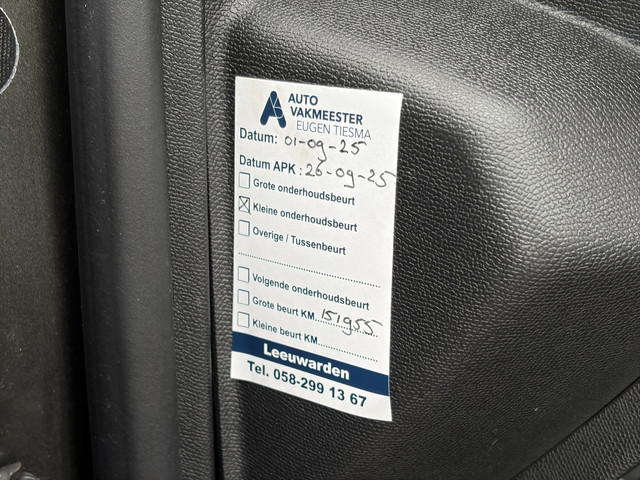 AUTO
VAKMEESTER
EUGEN TIESMA
Datum: 01-09-25
Datum APK : 26-09-25
Grote onderhoudsbeurt
Kleine onderhoudsbeurt
Overige / Tussenbeurt
Volgende onderhoudsbeurt
Grote beurt KM 151955
Kleine beurt KM
Leeuwarden
Tel. 058-299 13 67